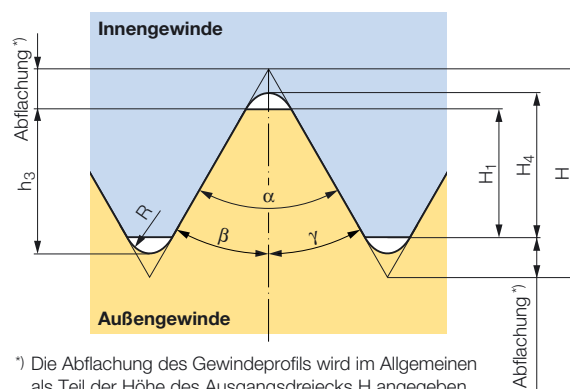 Innengewinde
Abflachung *)
h3
R
α
β
γ
H1
H4
H
Außengewinde
Abflachung *)
*) Die Abflachung des Gewindeprofils wird im Allgemeinen
als Teil der Höhe des Ausgangsdreiecks H angegeben